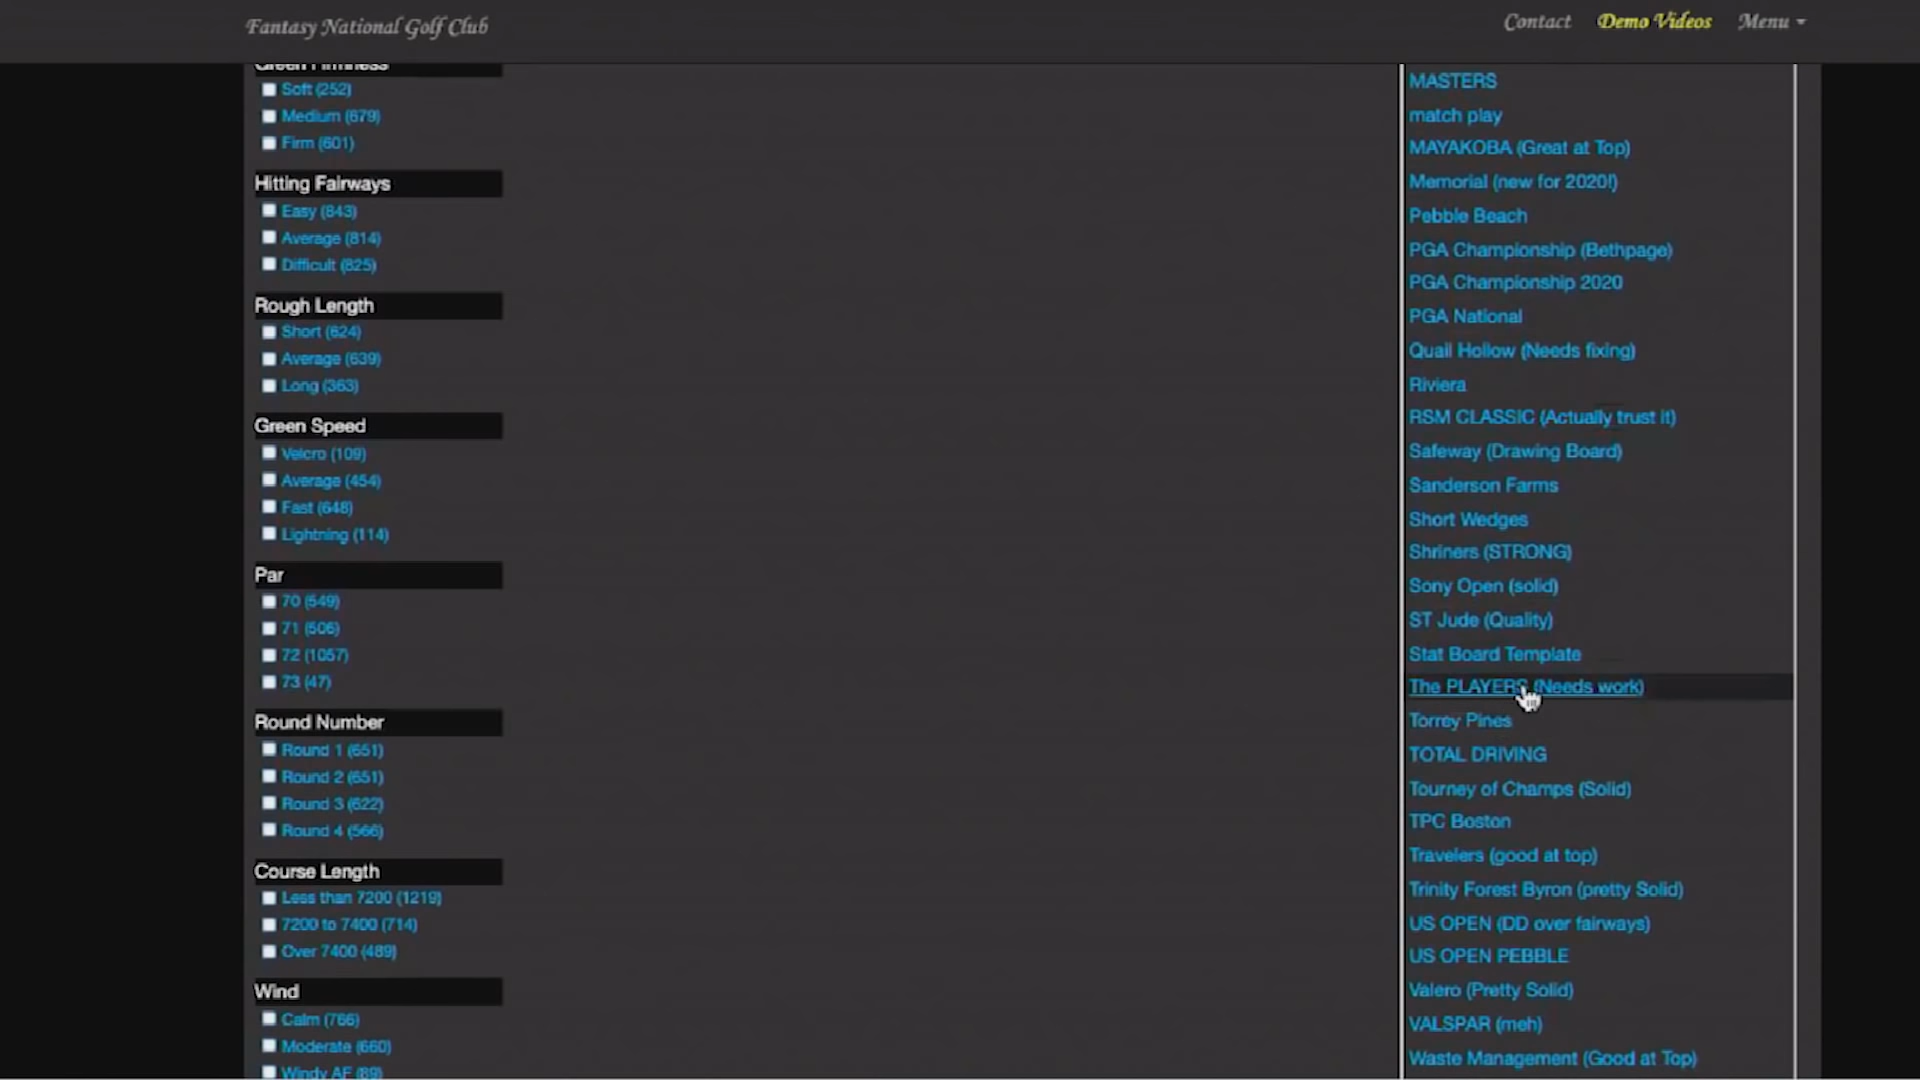 Fantasy National Golf Club
Contact
Demo Videos
Menu
Green Firmness
Soft (252)
Medium (679)
Firm (601)
Hitting Fairways
Easy (843)
Average (814)
Difficult (825)
Rough Length
Short (624)
Average (639)
Long (363)
Green Speed
Velcro (109)
Average (454)
Fast (648)
Lightning (114)
Par
70 (549)
71 (506)
72 (1057)
73 (47)
Round Number
Round 1 (651)
Round 2 (651)
Round 3 (622)
Round 4 (566)
Course Length
Less than 7200 (1219)
7200 to 7400 (714)
Over 7400 (489)
Wind
Calm (766)
Moderate (660)
Windy AF (89)
MASTERS
match play
MAYAKOBA (Great at Top)
Memorial (new for 2020!)
Pebble Beach
PGA Championship (Bethpage)
PGA Championship 2020
PGA National
Quail Hollow (Needs fixing)
Riviera
RSM CLASSIC (Actually trust it)
Safeway (Drawing Board)
Sanderson Farms
Short Wedges
Shriners (STRONG)
Sony Open (solid)
ST Jude (Quality)
Stat Board Template
The PLAYERS (Needs work)
Torrey Pines
TOTAL DRIVING
Tourney of Champs (Solid)
TPC Boston
Travelers (good at top)
Trinity Forest Byron (pretty Solid)
US OPEN (DD over fairways)
US OPEN PEBBLE
Valero (Pretty Solid)
VALSPAR (meh)
Waste Management (Good at Top)